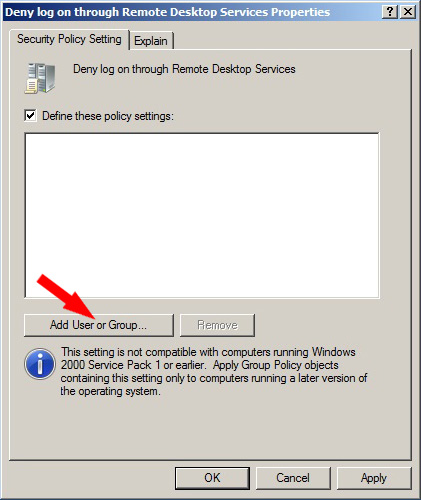 Deny log on through Remote Desktop Services Properties
Security Policy Setting
Explain
Deny log on through Remote Desktop Services
Define these policy settings:
Add User or Group...
Remove
This setting is not compatible with computers running Windows
2000 Service Pack 1 or earlier. Apply Group Policy objects
containing this setting only to computers running a later version of
the operating system.
OK
Cancel
Apply